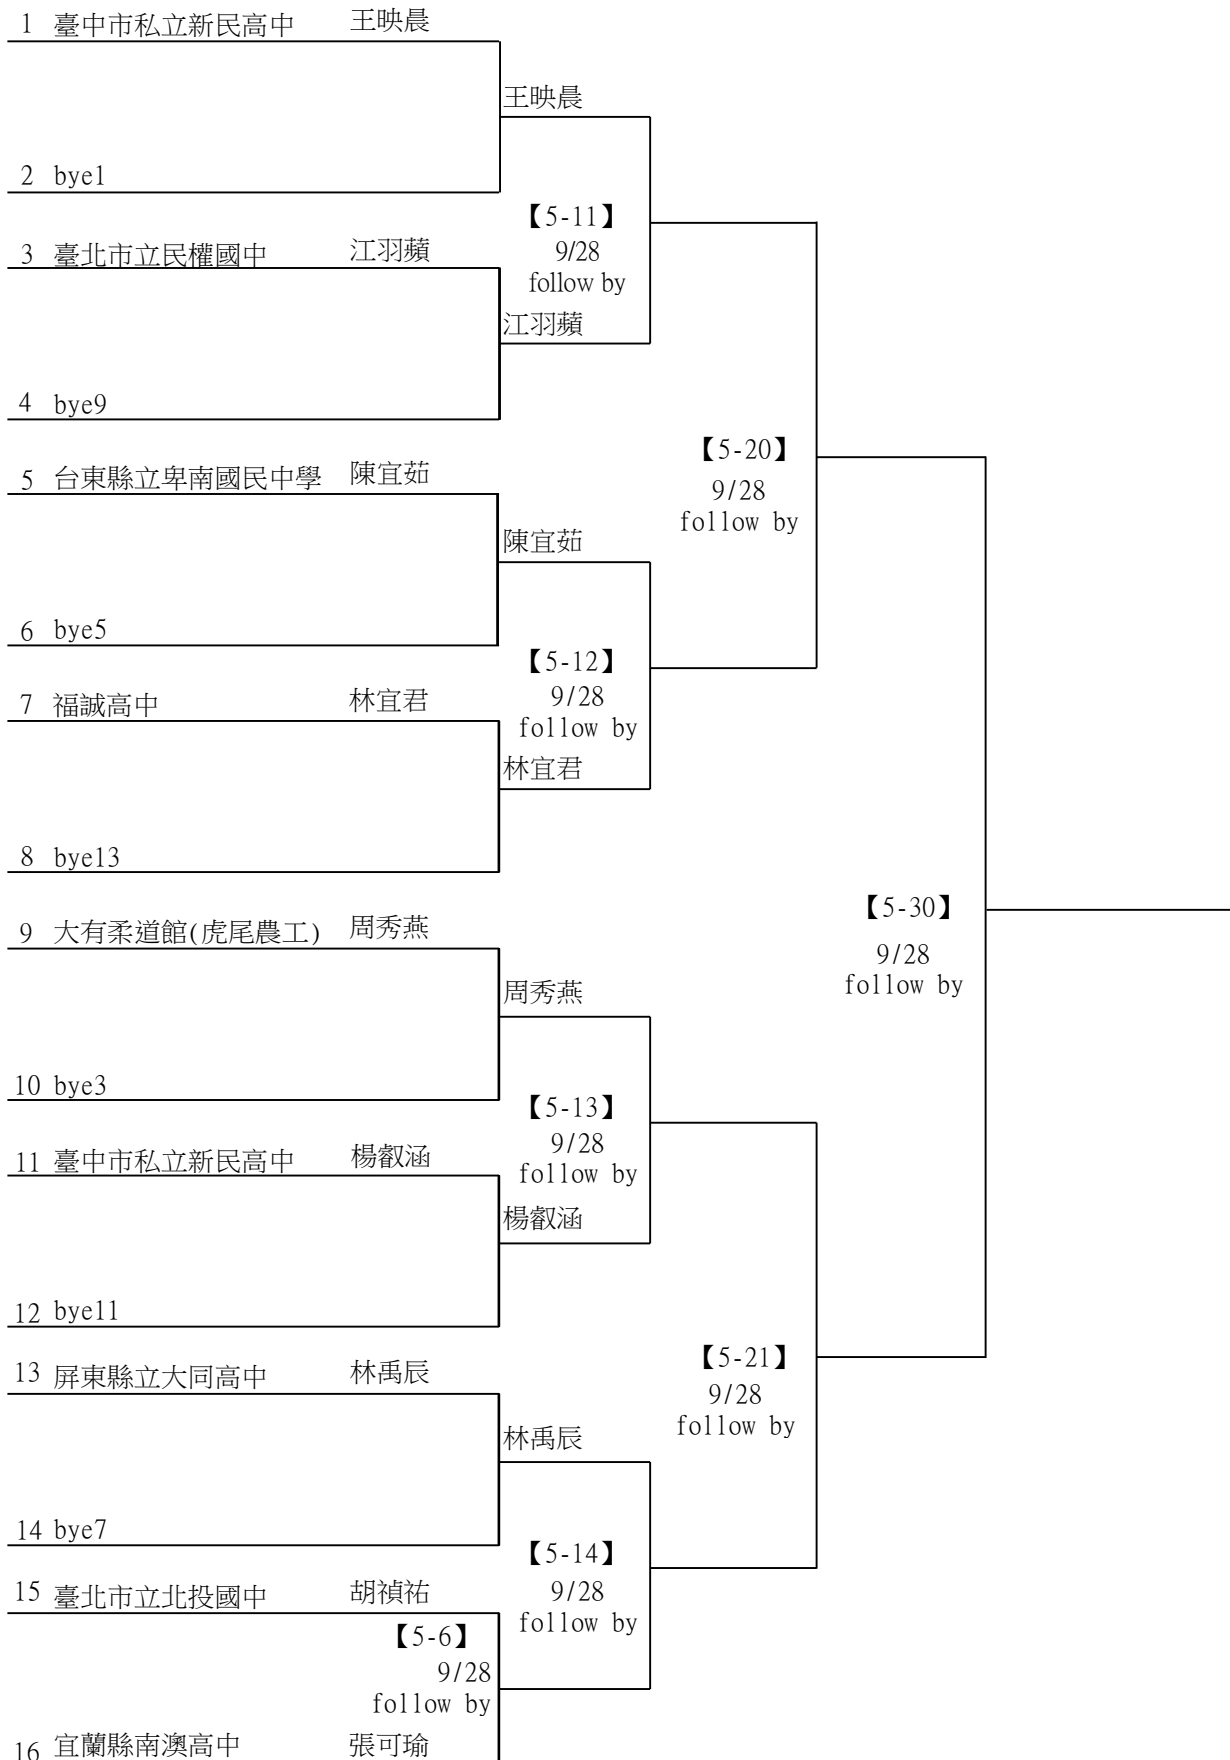 1 臺中市私立新民高中 王映晨
王映晨
2 bye1
【5-11】
9/28
follow by
3 臺北市立民權國中 江羽蘋
江羽蘋
4 bye9
【5-20】
9/28
follow by
5 台東縣立卑南國民中學 陳宜茹
陳宜茹
6 bye5
【5-12】
9/28
follow by
7 福誠高中 林宜君
林宜君
8 bye13
【5-30】
9/28
follow by
9 大有柔道館(虎尾農工) 周秀燕
周秀燕
10 bye3
【5-13】
9/28
follow by
11 臺中市私立新民高中 楊叡涵
楊叡涵
12 bye11
【5-21】
9/28
follow by
13 屏東縣立大同高中 林禹辰
林禹辰
14 bye7
【5-14】
9/28
follow by
15 臺北市立北投國中 胡禎祐
【5-6】
9/28
follow by
16 宜蘭縣南澳高中 張可瑜